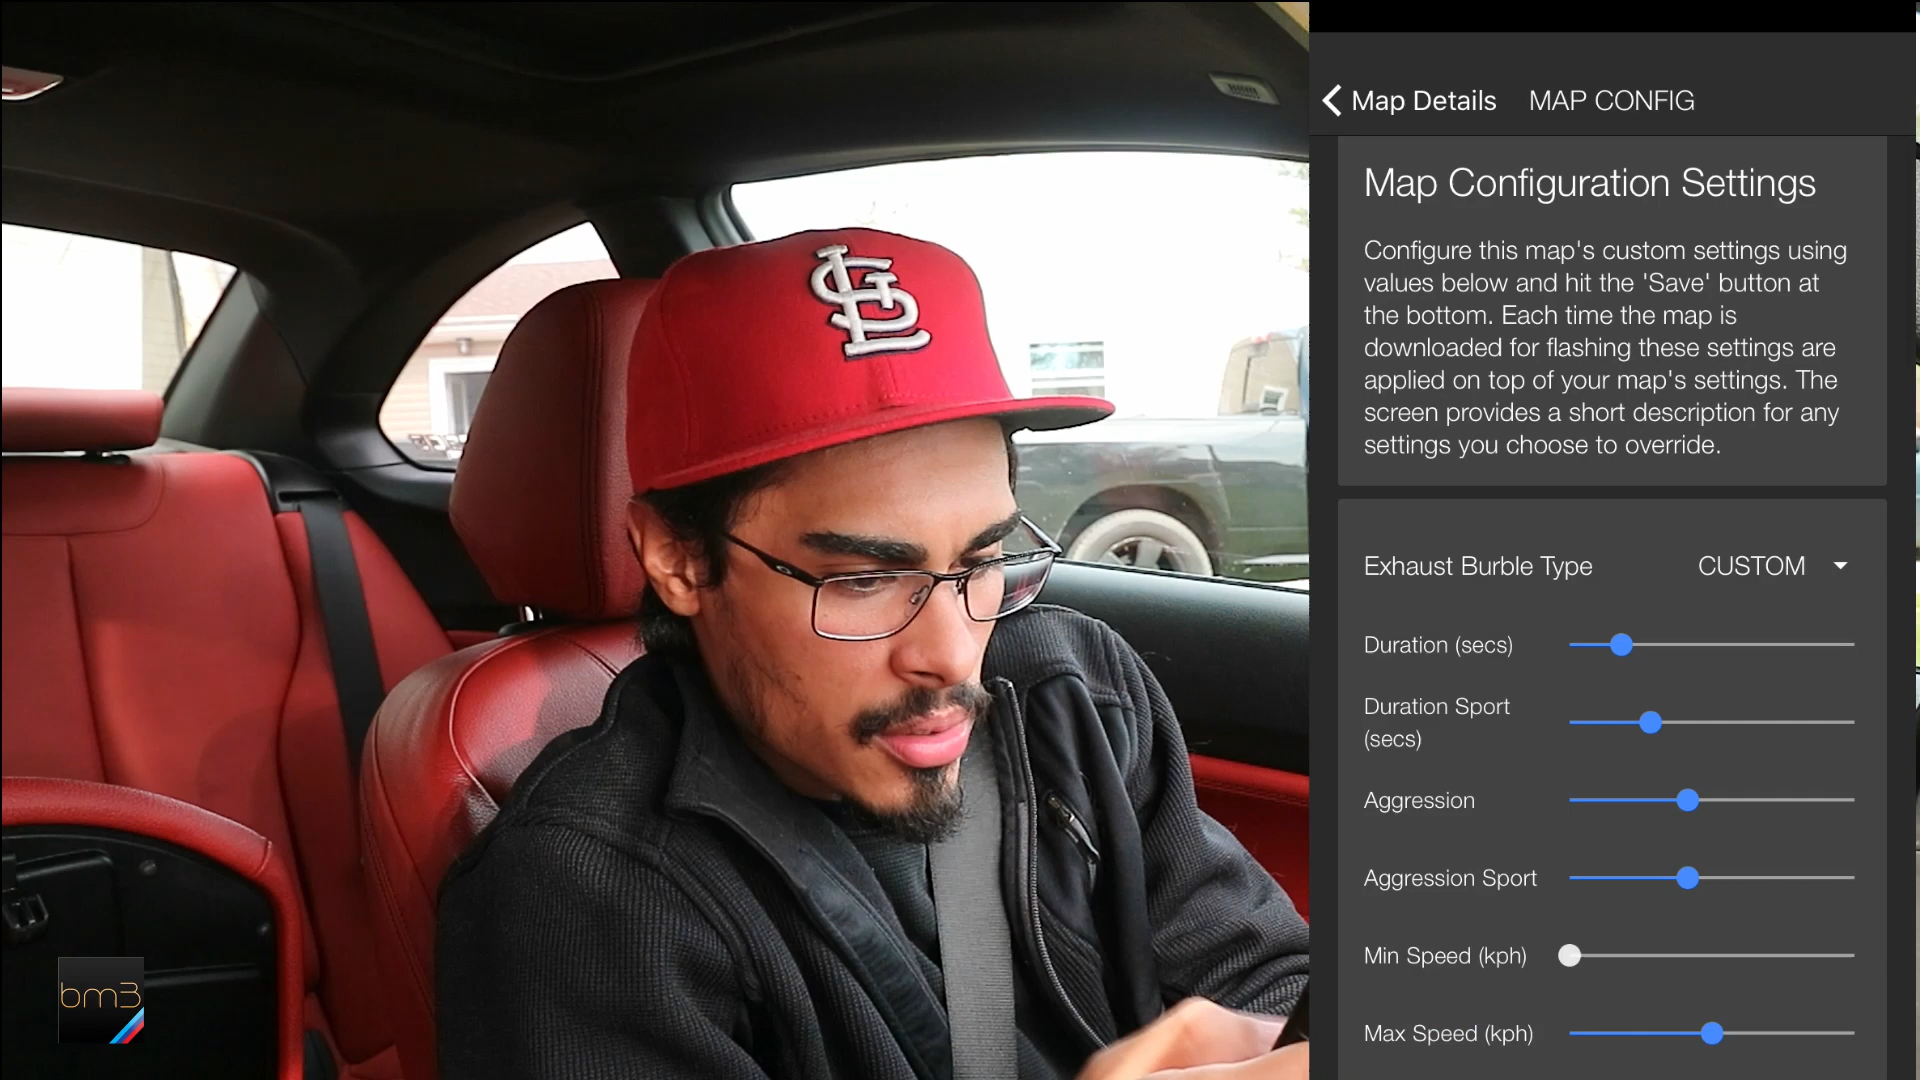 Map Details MAP CONFIG
Map Configuration Settings
Configure this map's custom settings using
values below and hit the 'Save' button at
the bottom. Each time the map is
downloaded for flashing these settings are
applied on top of your map's settings. The
screen provides a short description for any
settings you choose to override.
Exhaust Burble Type CUSTOM
Duration (secs)
Duration Sport
(secs)
Aggression
Aggression Sport
Min Speed (kph)
Max Speed (kph)
STL
bm3